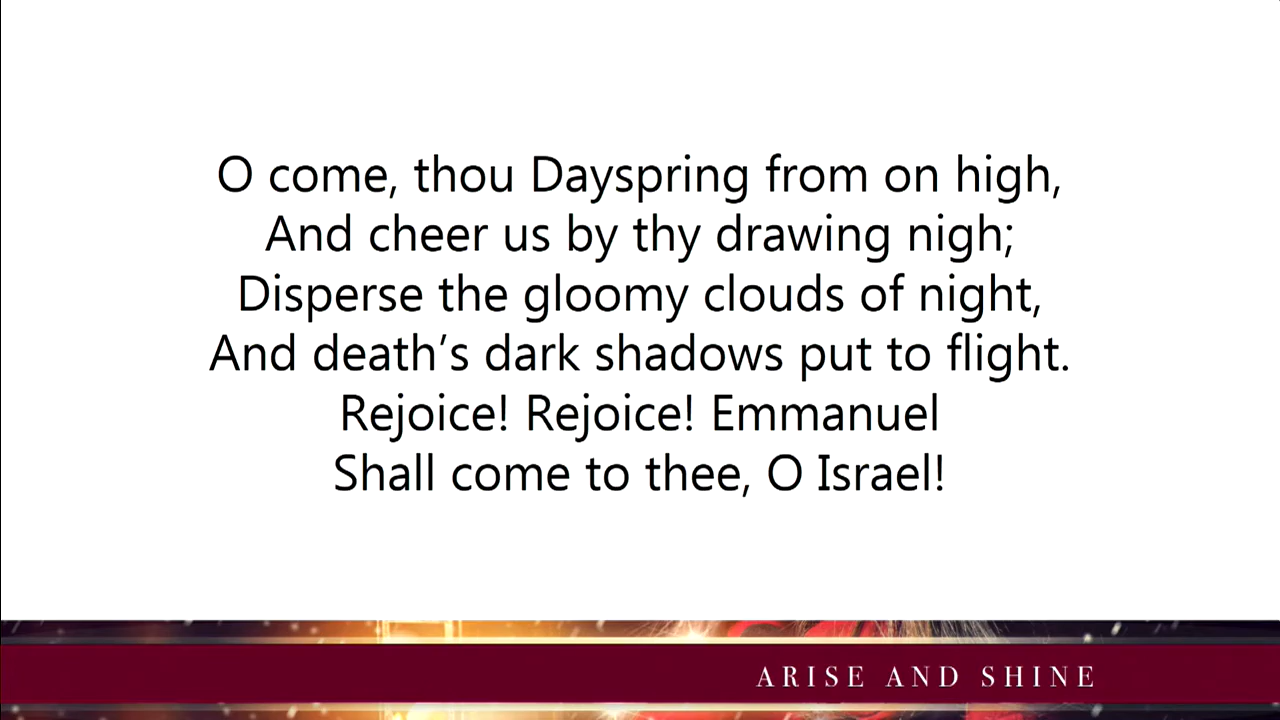 O come, thou Dayspring from on high,
And cheer us by thy drawing nigh;
Disperse the gloomy clouds of night,
And death’s dark shadows put to flight.
Rejoice! Rejoice! Emmanuel
Shall come to thee, O Israel!
ARISE AND SHINE